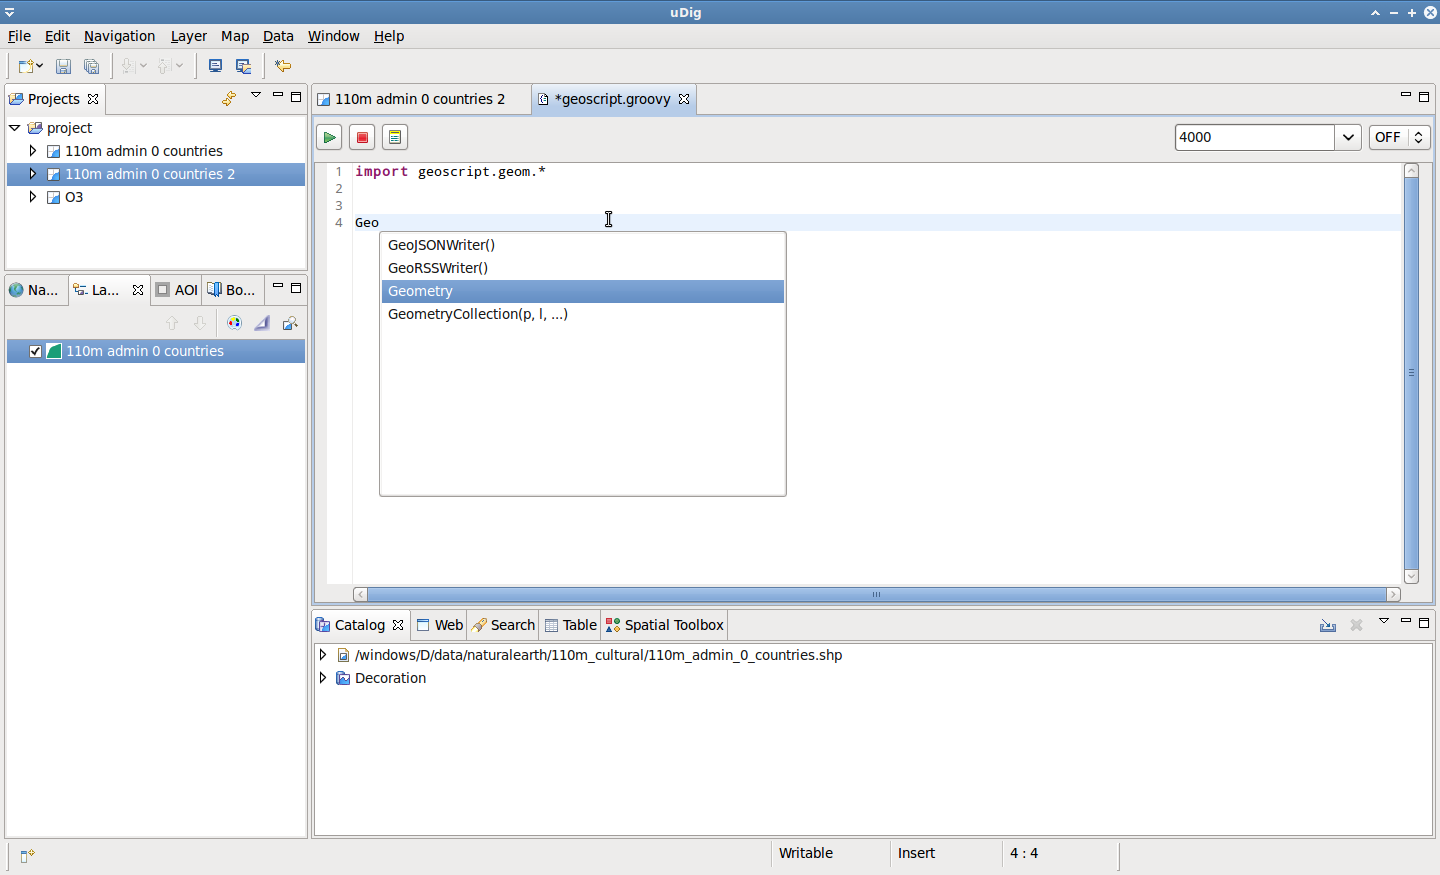 uDig
File Edit Navigation Layer Map Data Window Help
Projects
project
110m admin 0 countries
110m admin 0 countries 2
O3
Na... La... AOI Bo...
110m admin 0 countries
110m admin 0 countries 2 *geoscript.groovy
4000 OFF
1 import geoscript.geom.*
2
3
4 Geo
GeoJSONWriter()
GeoRSSWriter()
Geometry
GeometryCollection(p, l, ...)
Catalog Web Search Table Spatial Toolbox
/windows/D/data/naturalearth/110m_cultural/110m_admin_0_countries.shp
Decoration
Writable Insert 4 : 4